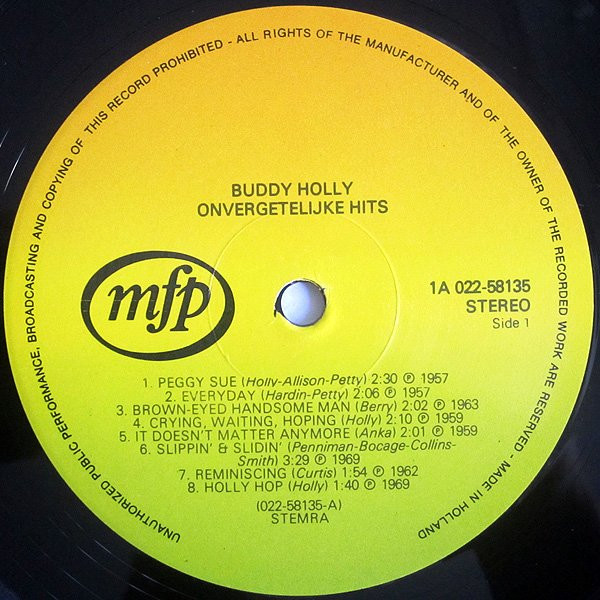 UNAUTHORIZED PUBLIC PERFORMANCE, BROADCASTING AND COPYING OF THIS RECORD PROHIBITED - ALL RIGHTS OF THE MANUFACTURER AND OF THE OWNER OF THE RECORDED WORK ARE RESERVED - MADE IN HOLLAND
BUDDY HOLLY
ONVERGETELIJKE HITS
mfp
1A 022-58135
STEREO
Side 1
1. PEGGY SUE (Holly-Allison-Petty) 2:30 ℗ 1957
2. EVERYDAY (Hardin-Petty) 2:06 ℗ 1957
3. BROWN-EYED HANDSOME MAN (Berry) 2:02 ℗ 1963
4. CRYING, WAITING, HOPING (Holly) 2:10 ℗ 1959
5. IT DOESN'T MATTER ANYMORE (Anka) 2:01 ℗ 1959
6. SLIPPIN' & SLIDIN' (Penniman-Bocage-Collins-
Smith) 3:29 ℗ 1969
7. REMINISCING (Curtis) 1:54 ℗ 1962
8. HOLLY HOP (Holly) 1:40 ℗ 1969
(022-58135-A)
STEMRA